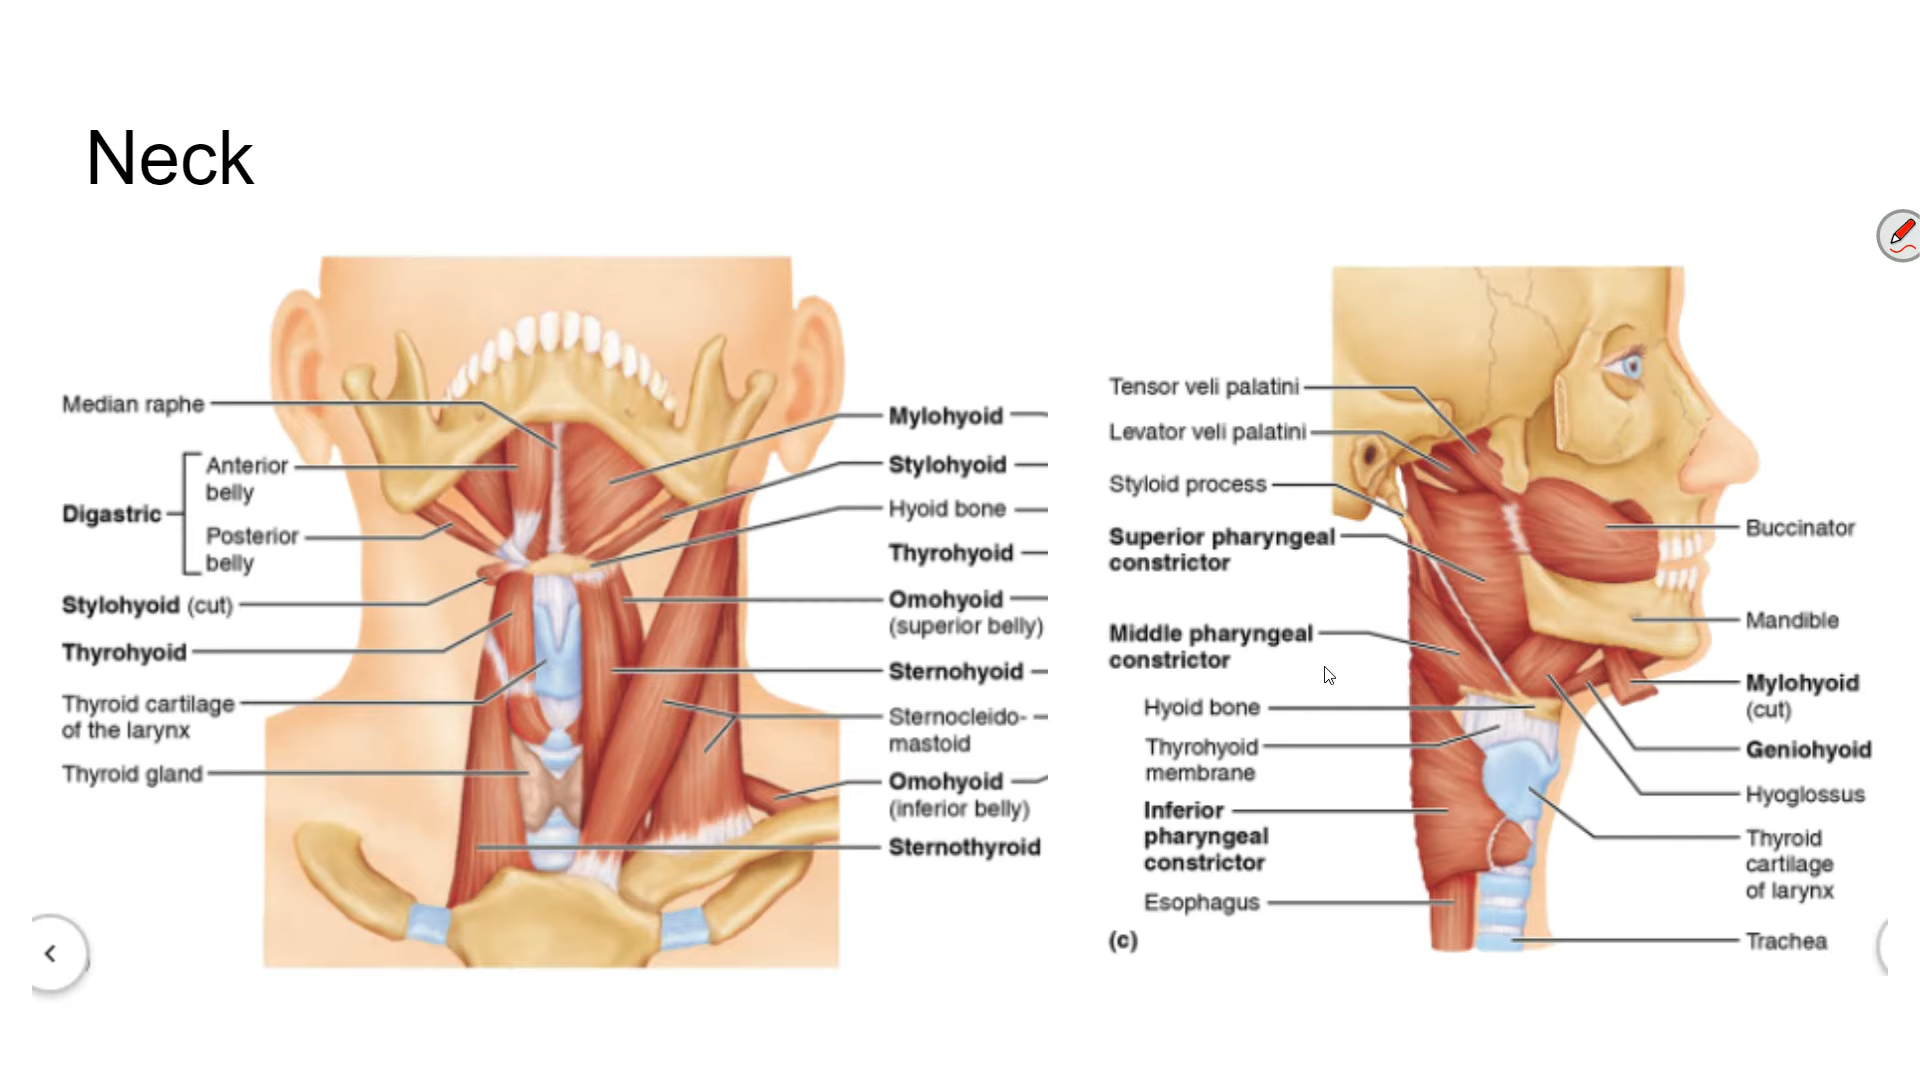 Neck
Median raphe
Anterior
belly
Digastric
Posterior
belly
Stylohyoid (cut)
Thyrohyoid
Thyroid cartilage
of the larynx
Thyroid gland
Mylohyoid
Stylohyoid
Hyoid bone
Thyrohyoid
Omohyoid
(superior belly)
Sternohyoid
Sternocleido-
mastoid
Omohyoid
(inferior belly)
Sternothyroid
Tensor veli palatini
Levator veli palatini
Styloid process
Superior pharyngeal
constrictor
Middle pharyngeal
constrictor
Hyoid bone
Thyrohyoid
membrane
Inferior
pharyngeal
constrictor
Esophagus
(c)
Buccinator
Mandible
Mylohyoid
(cut)
Geniohyoid
Hyoglossus
Thyroid
cartilage
of larynx
Trachea